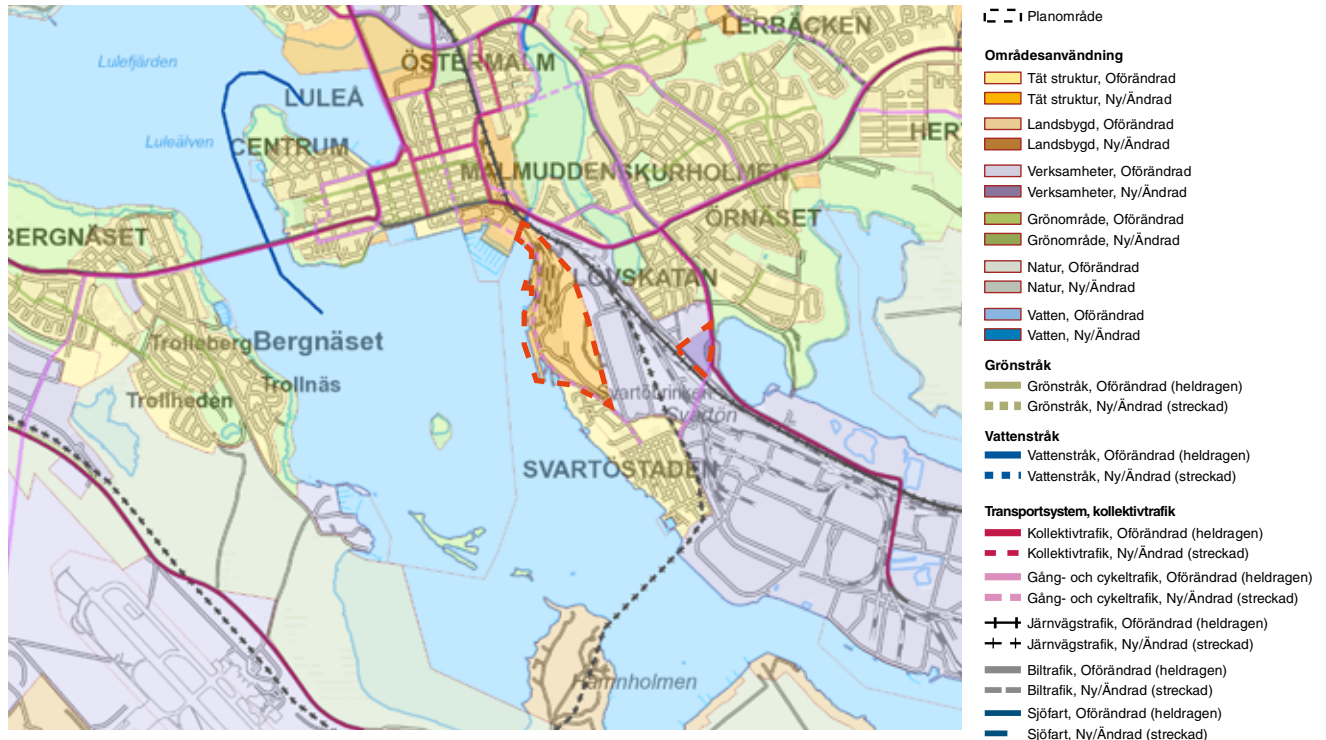 Lulefjärden
LERBÄCKEN
ÖSTERMALM
LULEÅ
Luleälven
CENTRUM
HER
MALMUDDENSKURHOLMEN
BERGNÄSET
ÖRNÄSET
LÖVSKATAN
Trolleberg
Bergnäset
Trollnäs
Trollheden
Svartöbrinken
Svartön
SVARTÖSTADEN
Hamnholmen
Planområde
Områdesanvändning
Tät struktur, Oförändrad
Tät struktur, Ny/Ändrad
Landsbygd, Oförändrad
Landsbygd, Ny/Ändrad
Verksamheter, Oförändrad
Verksamheter, Ny/Ändrad
Grönområde, Oförändrad
Grönområde, Ny/Ändrad
Natur, Oförändrad
Natur, Ny/Ändrad
Vatten, Oförändrad
Vatten, Ny/Ändrad
Grönstråk
Grönstråk, Oförändrad (heldragen)
Grönstråk, Ny/Ändrad (streckad)
Vattenstråk
Vattenstråk, Oförändrad (heldragen)
Vattenstråk, Ny/Ändrad (streckad)
Transportsystem, kollektivtrafik
Kollektivtrafik, Oförändrad (heldragen)
Kollektivtrafik, Ny/Ändrad (streckad)
Gång- och cykeltrafik, Oförändrad (heldragen)
Gång- och cykeltrafik, Ny/Ändrad (streckad)
Järnvägstrafik, Oförändrad (heldragen)
Järnvägstrafik, Ny/Ändrad (streckad)
Biltrafik, Oförändrad (heldragen)
Biltrafik, Ny/Ändrad (streckad)
Sjöfart, Oförändrad (heldragen)
Sjöfart, Ny/Ändrad (streckad)